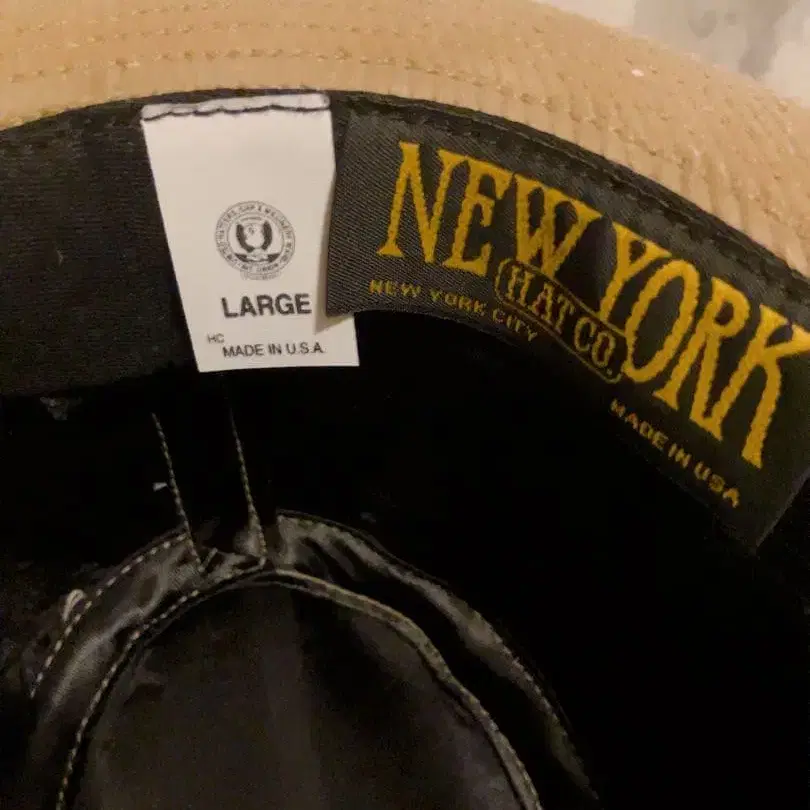 LARGE
HC
MADE IN U.S.A.
NEW YORK
HAT CO.
NEW YORK CITY
MADE IN USA